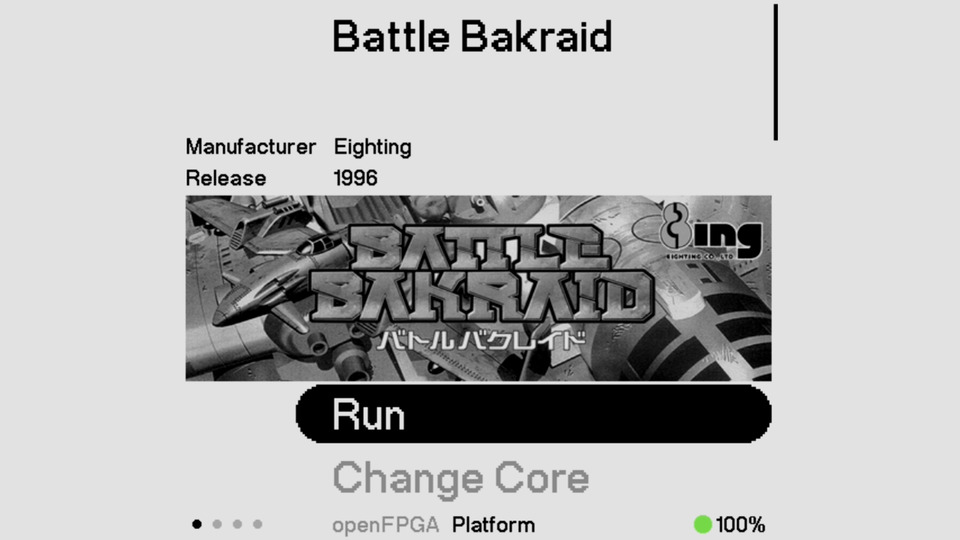 Battle Bakraid
Manufacturer Eighting
Release 1996
8ing
EIGHTING CO., LTD
BATTLE
BAKRAID
バトルバクレイド
Run
Change Core
openFPGA Platform 100%